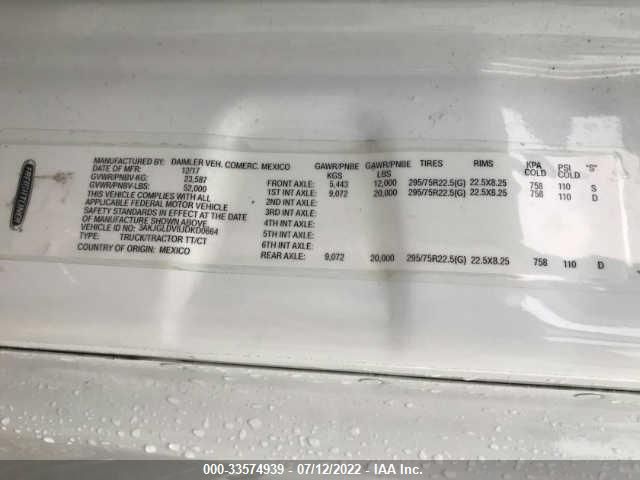 FREIGHTLINER
MANUFACTURED BY: DAIMLER VEH. COMERC. MEXICO
DATE OF MFR: 12/17
GVWR/PNBV-KG: 23,587
GVWR/PNBV-LBS: 52,000
THIS VEHICLE COMPLIES WITH ALL
APPLICABLE FEDERAL MOTOR VEHICLE
SAFETY STANDARDS IN EFFECT AT THE DATE
OF MANUFACTURE SHOWN ABOVE
VEHICLE ID NO: 3AKJGLDV8JDKD0664
TYPE: TRUCK/TRACTOR TT/CT
COUNTRY OF ORIGIN: MEXICO
GAWR/PNBE KGS GAWR/PNBE LBS TIRES RIMS KPA COLD PSI COLD "S"
FRONT AXLE: 5,443 12,000 295/75R22.5(G) 22.5X8.25 758 110 S
1ST INT AXLE: 9,072 20,000 295/75R22.5(G) 22.5X8.25 758 110 D
2ND INT AXLE:
3RD INT AXLE:
4TH INT AXLE:
5TH INT AXLE:
6TH INT AXLE:
REAR AXLE: 9,072 20,000 295/75R22.5(G) 22.5X8.25 758 110 D
000-33574939 - 07/12/2022 - IAA Inc.